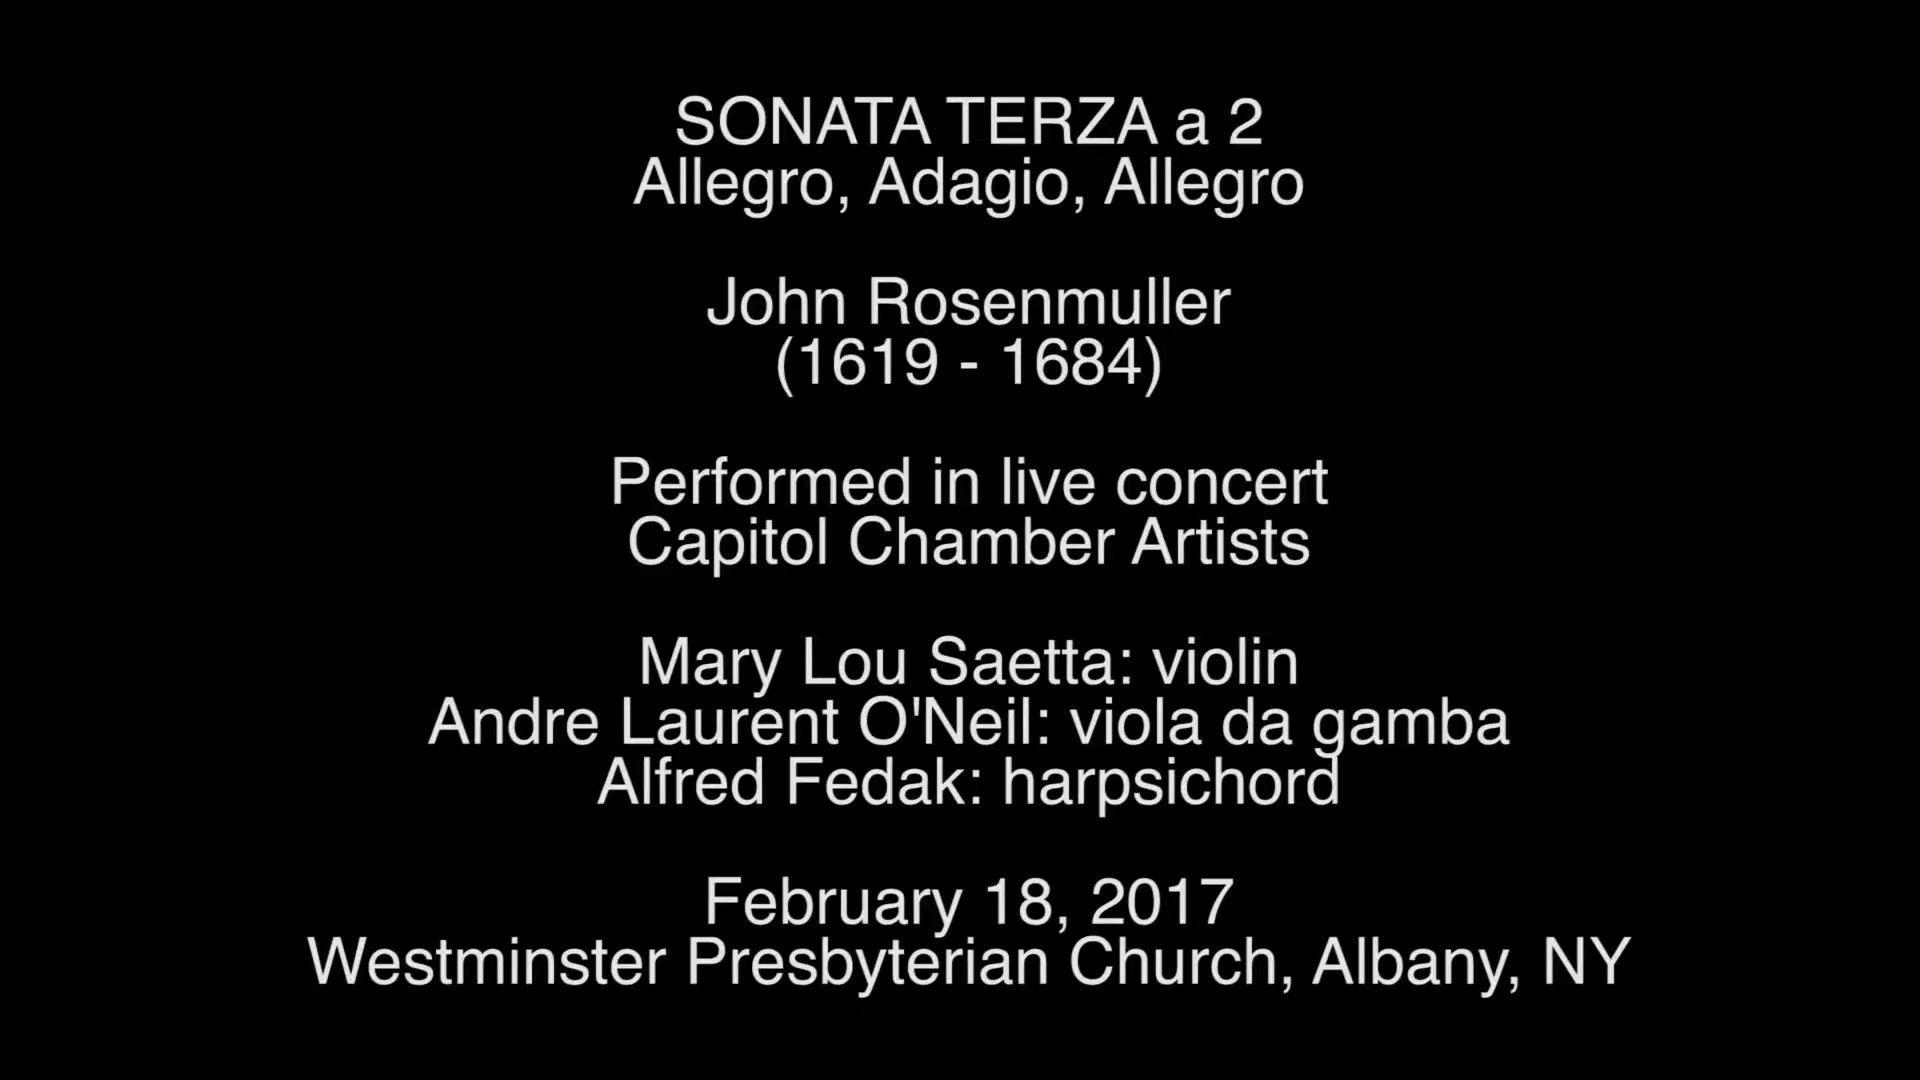 SONATA TERZA a 2
Allegro, Adagio, Allegro
John Rosenmuller
(1619 - 1684)
Performed in live concert
Capitol Chamber Artists
Mary Lou Saetta: violin
Andre Laurent O'Neil: viola da gamba
Alfred Fedak: harpsichord
February 18, 2017
Westminster Presbyterian Church, Albany, NY